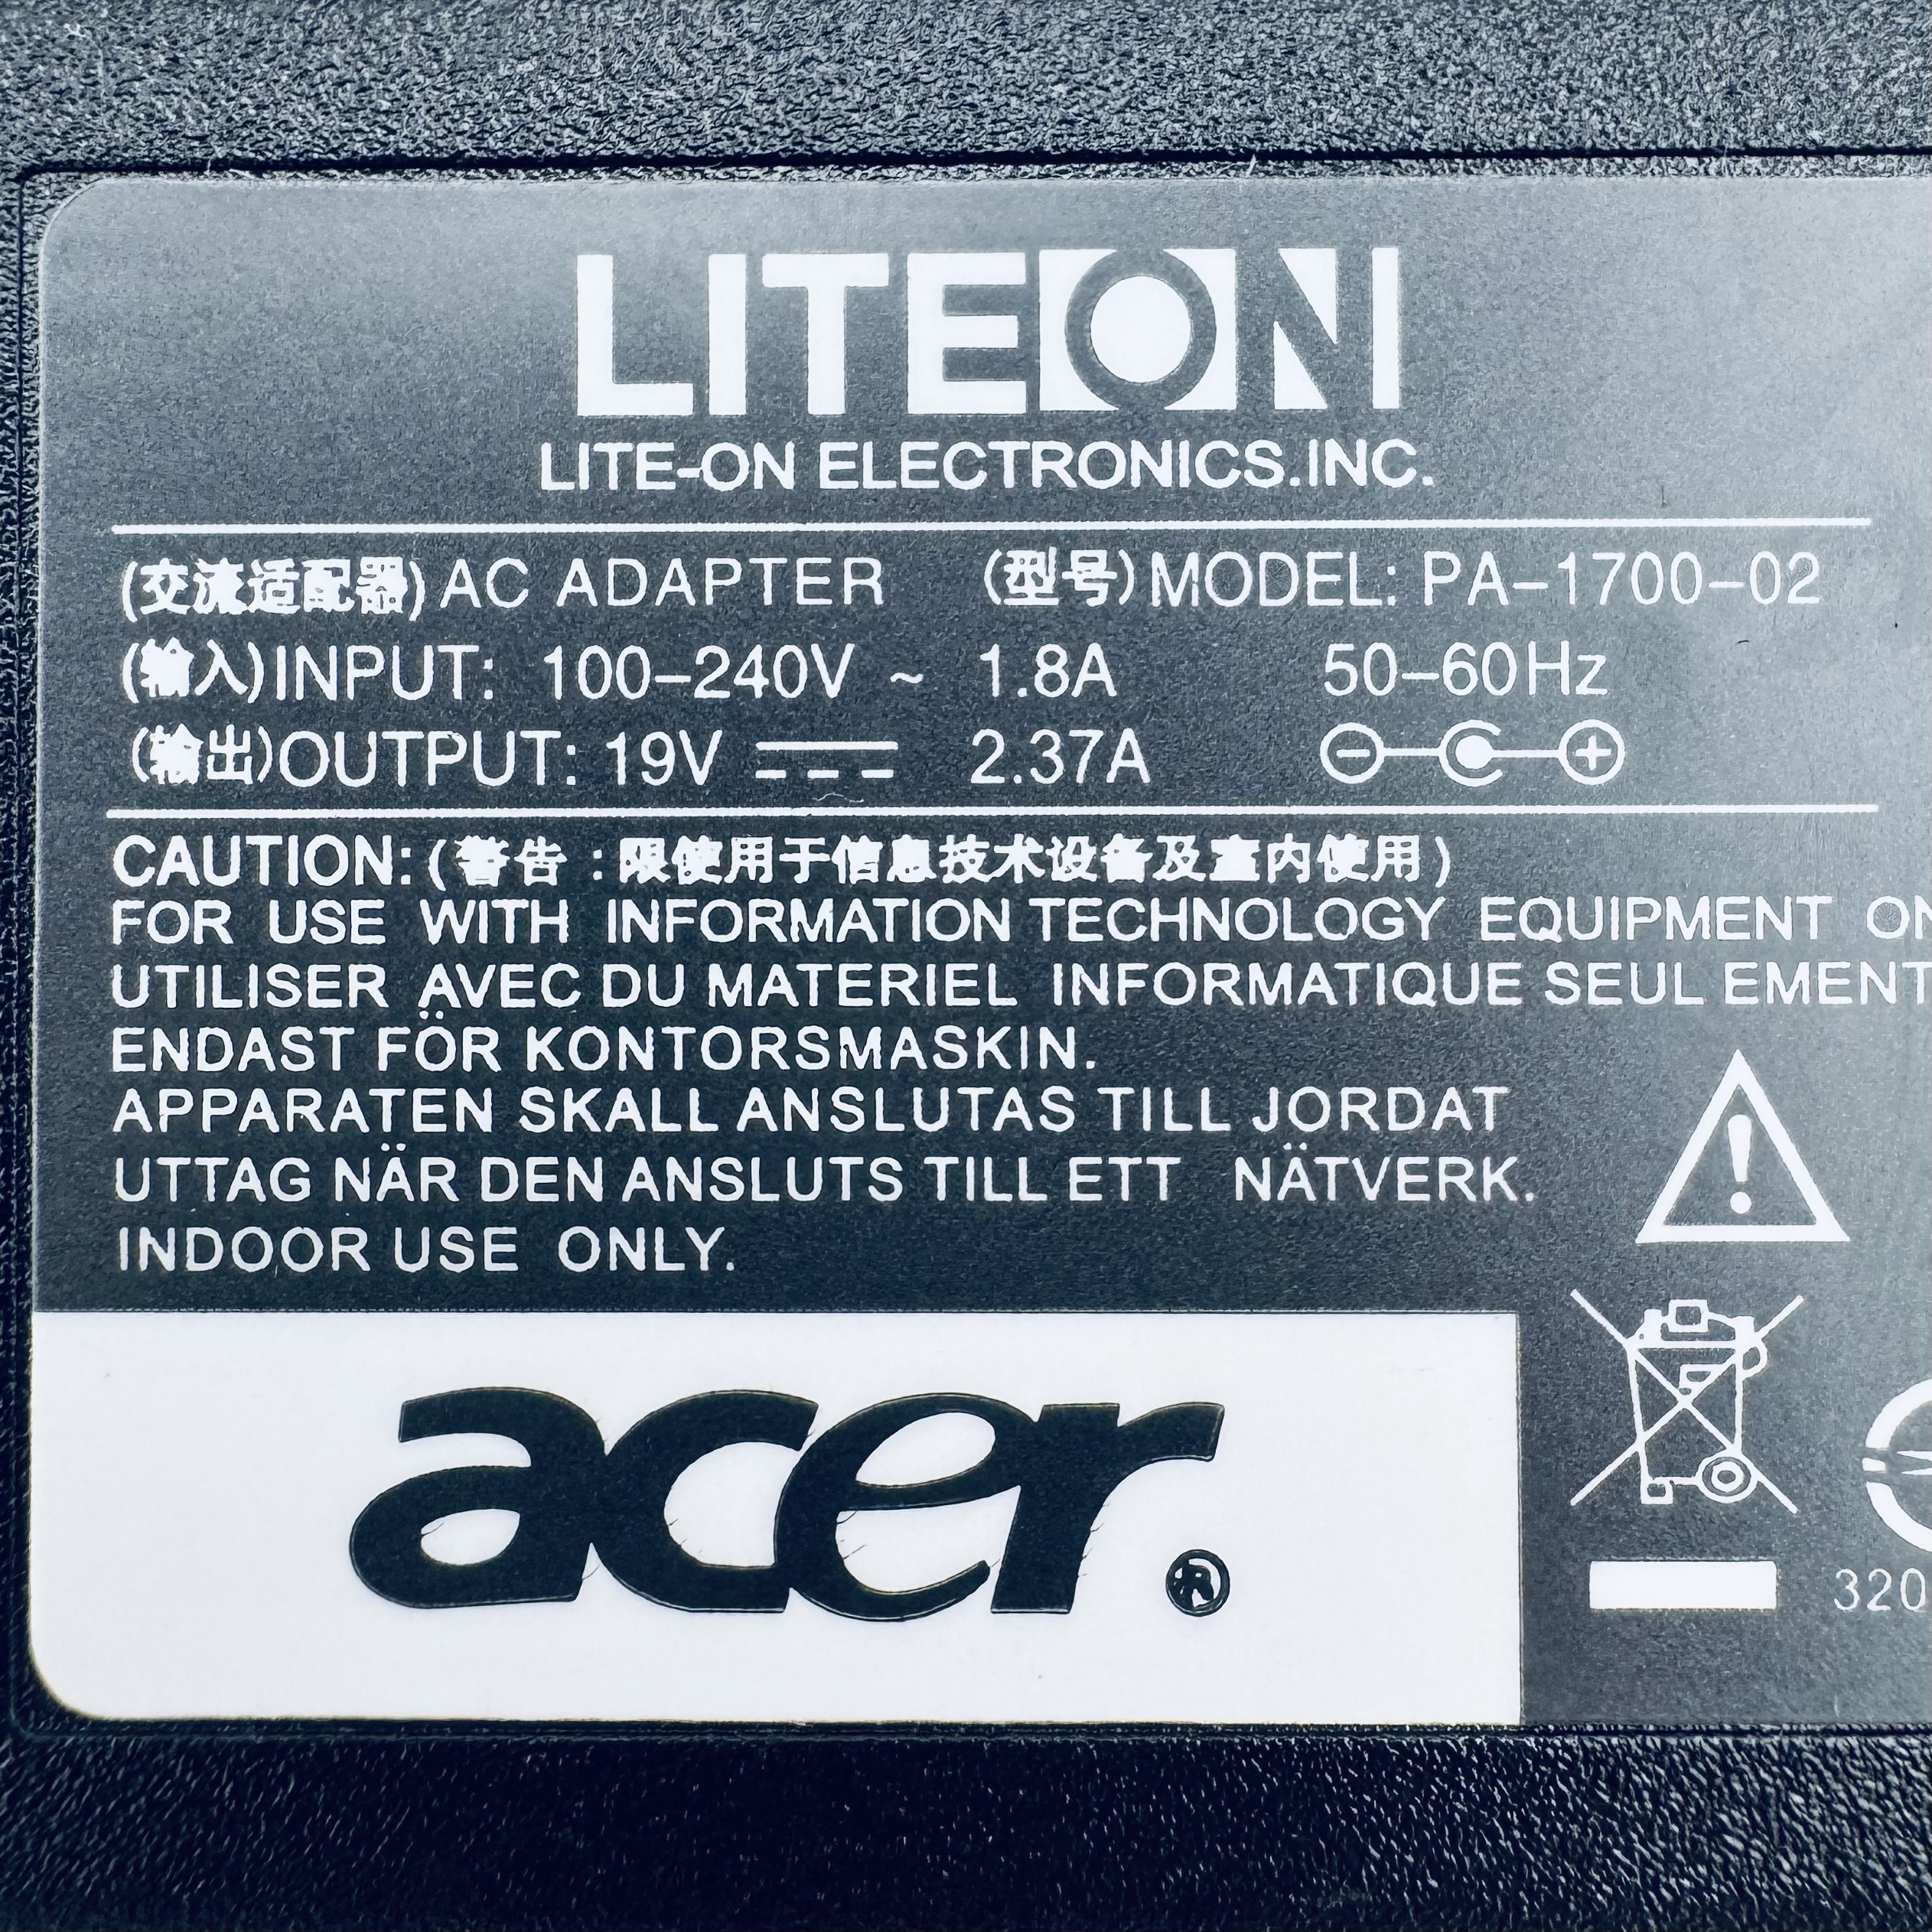 LITEON
LITE-ON ELECTRONICS.INC.
(交流适配器)AC ADAPTER (型号)MODEL: PA-1700-02
(输入)INPUT: 100-240V ~ 1.8A 50-60Hz
(输出)OUTPUT: 19V ⎓ 2.37A
CAUTION: (警告:限使用于信息技术设备及室内使用)
FOR USE WITH INFORMATION TECHNOLOGY EQUIPMENT ON
UTILISER AVEC DU MATERIEL INFORMATIQUE SEUL EMENT
ENDAST FÖR KONTORSMASKIN.
APPARATEN SKALL ANSLUTAS TILL JORDAT
UTTAG NÄR DEN ANSLUTS TILL ETT NÄTVERK.
INDOOR USE ONLY.
acer®
320